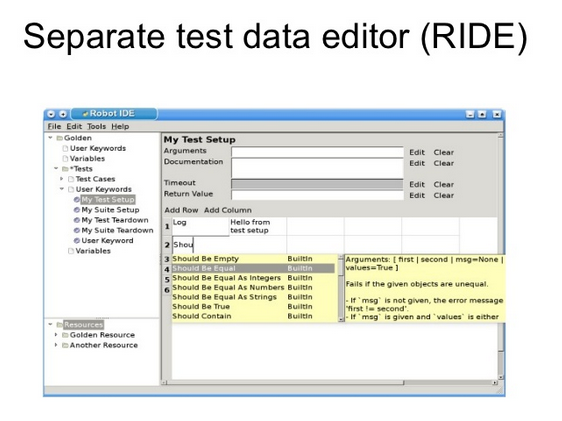 Separate test data editor (RIDE)
Robot IDE
File Edit Tools Help
Golden
User Keywords
Variables
*Tests
Test Cases
User Keywords
My Test Setup
My Suite Setup
My Test Teardown
My Suite Teardown
User Keyword
Variables
Resources
Golden Resource
Another Resource
My Test Setup
Arguments Edit Clear
Documentation Edit Clear
Timeout Edit Clear
Return Value Edit Clear
Add Row Add Column
1 Log Hello from
test setup
2 Shou
3 Should Be Empty BuiltIn
4 Should Be Equal BuiltIn
5 Should Be Equal As Integers BuiltIn
6 Should Be Equal As Numbers BuiltIn
Should Be Equal As Strings BuiltIn
Should Be True BuiltIn
Should Contain BuiltIn
Arguments: [ first | second | msg=None |
values=True ]
Fails if the given objects are unequal.
- If `msg` is not given, the error message
'first != second'.
- If `msg` is given and `values` is either